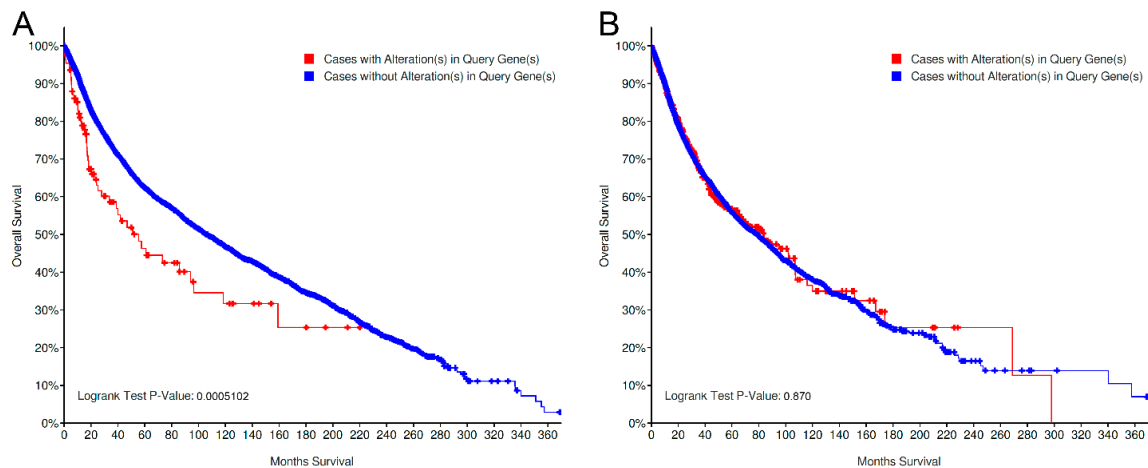 A
Overall Survival
100%
90%
80%
70%
60%
50%
40%
30%
20%
10%
0%
Cases with Alteration(s) in Query Gene(s)
Cases without Alteration(s) in Query Gene(s)
Logrank Test P-Value: 0.0005102
0 20 40 60 80 100 120 140 160 180 200 220 240 260 280 300 320 340 360
Months Survival
B
Overall Survival
100%
90%
80%
70%
60%
50%
40%
30%
20%
10%
0%
Cases with Alteration(s) in Query Gene(s)
Cases without Alteration(s) in Query Gene(s)
Logrank Test P-Value: 0.870
0 20 40 60 80 100 120 140 160 180 200 220 240 260 280 300 320 340 360
Months Survival